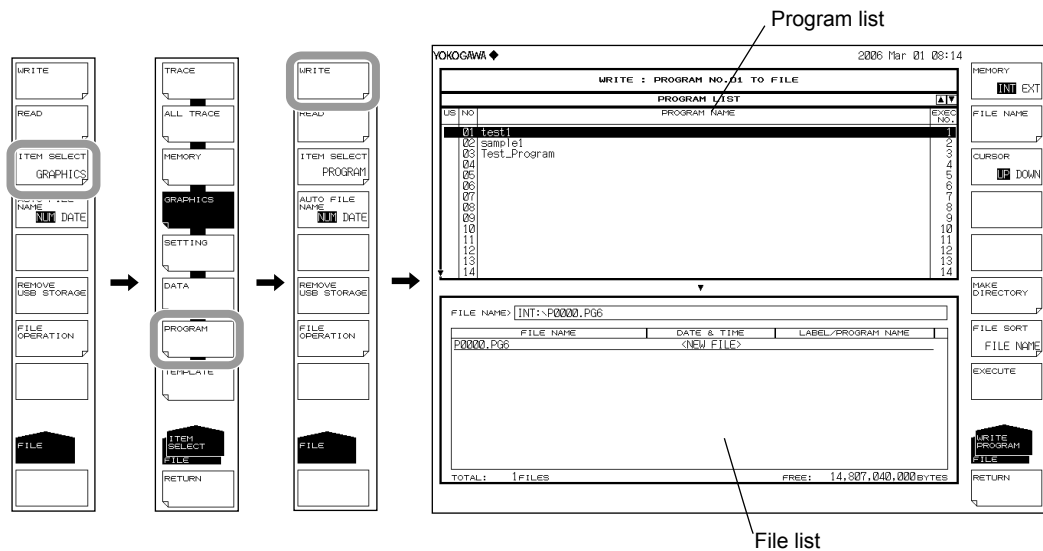 Program list
WRITE
READ
ITEM SELECT
GRAPHICS
AUTO FILE
NAME
NUM DATE
REMOVE
USB STORAGE
FILE
OPERATION
FILE
TRACE
ALL TRACE
MEMORY
GRAPHICS
SETTING
DATA
PROGRAM
TEMPLATE
ITEM
SELECT
FILE
RETURN
WRITE
READ
ITEM SELECT
PROGRAM
AUTO FILE
NAME
NUM DATE
REMOVE
USB STORAGE
FILE
OPERATION
FILE
YOKOGAWA 2006 Mar 01 08:14
WRITE : PROGRAM NO.01 TO FILE
PROGRAM LIST
US NO PROGRAM NAME EXEC NO.
01 test1 1
02 sample1 2
03 Test_Program 3
04 4
05 5
06 6
07 7
08 8
09 9
10 10
11 11
12 12
13 13
14 14
FILE NAME> INT:\P0000.PG6
FILE NAME DATE & TIME LABEL/PROGRAM NAME
P0000.PG6 <NEW FILE>
TOTAL: 1FILES FREE: 14,807,040,000BYTES
MEMORY
INT EXT
FILE NAME
CURSOR
UP DOWN
MAKE
DIRECTORY
FILE SORT
FILE NAME
EXECUTE
WRITE
PROGRAM
FILE
RETURN
File list